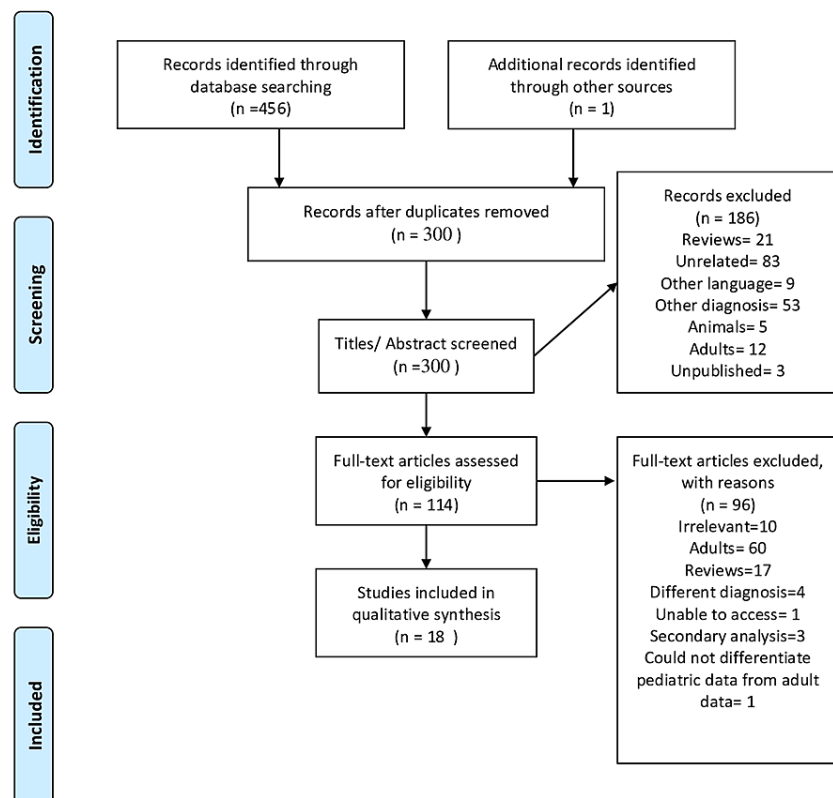 Identification
Records identified through
database searching
(n =456)
Additional records identified
through other sources
(n = 1)
Records after duplicates removed
(n = 300 )
Screening
Records excluded
(n = 186)
Reviews= 21
Unrelated= 83
Other language= 9
Other diagnosis= 53
Animals= 5
Adults= 12
Unpublished= 3
Titles/ Abstract screened
(n =300 )
Eligibility
Full-text articles assessed
for eligibility
(n = 114)
Full-text articles excluded,
with reasons
(n = 96)
Irrelevant=10
Adults= 60
Reviews=17
Different diagnosis=4
Unable to access= 1
Secondary analysis=3
Could not differentiate
pediatric data from adult
data= 1
Studies included in
qualitative synthesis
(n = 18 )
Included